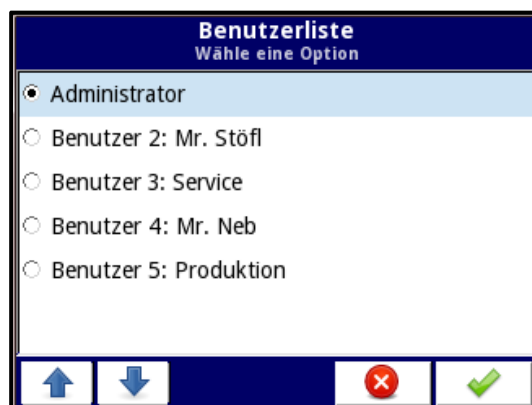 Benutzerliste
Wähle eine Option
Administrator
Benutzer 2: Mr. Stöfl
Benutzer 3: Service
Benutzer 4: Mr. Neb
Benutzer 5: Produktion